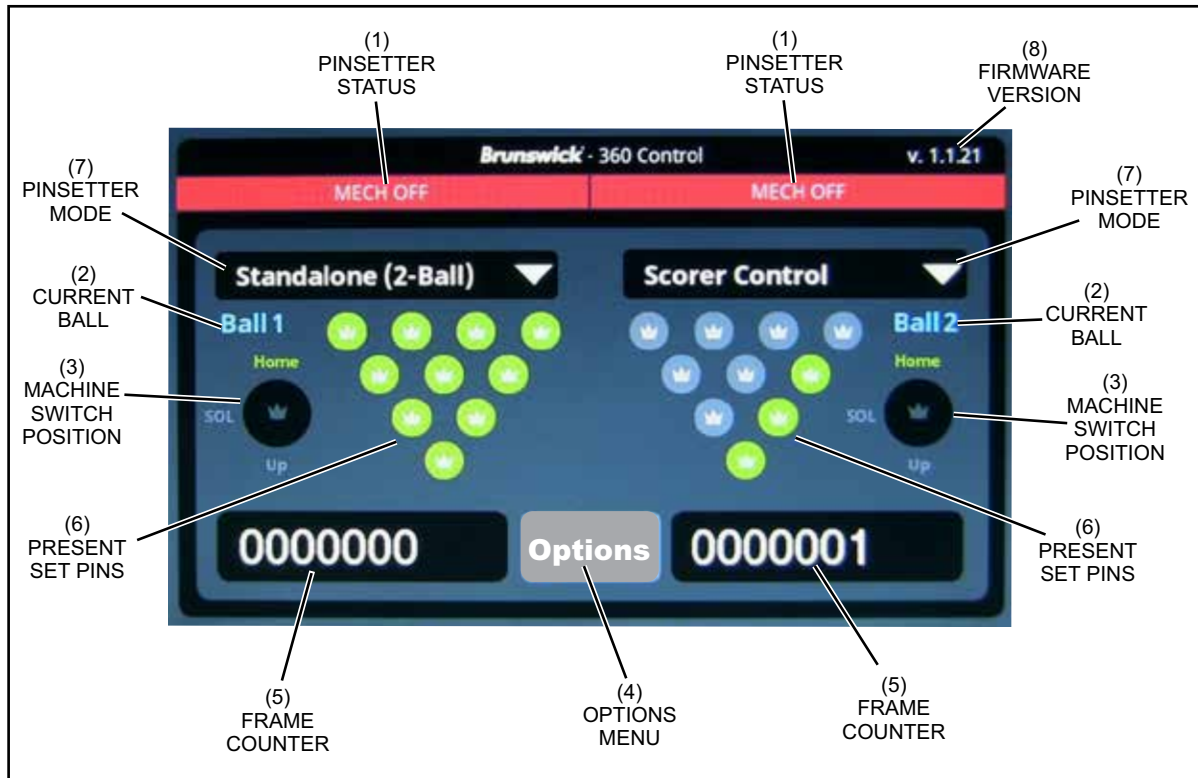 (1)
PINSETTER
STATUS
(1)
PINSETTER
STATUS
(8)
FIRMWARE
VERSION
(7)
PINSETTER
MODE
(7)
PINSETTER
MODE
Brunswick - 360 Control
v. 1.1.21
MECH OFF
MECH OFF
Standalone (2-Ball)
Scorer Control
(2)
CURRENT
BALL
Ball 1
Ball 2
(2)
CURRENT
BALL
(3)
MACHINE
SWITCH
POSITION
Home
SOL
Up
Home
SOL
Up
(3)
MACHINE
SWITCH
POSITION
(6)
PRESENT
SET PINS
(6)
PRESENT
SET PINS
0000000
Options
0000001
(5)
FRAME
COUNTER
(4)
OPTIONS
MENU
(5)
FRAME
COUNTER